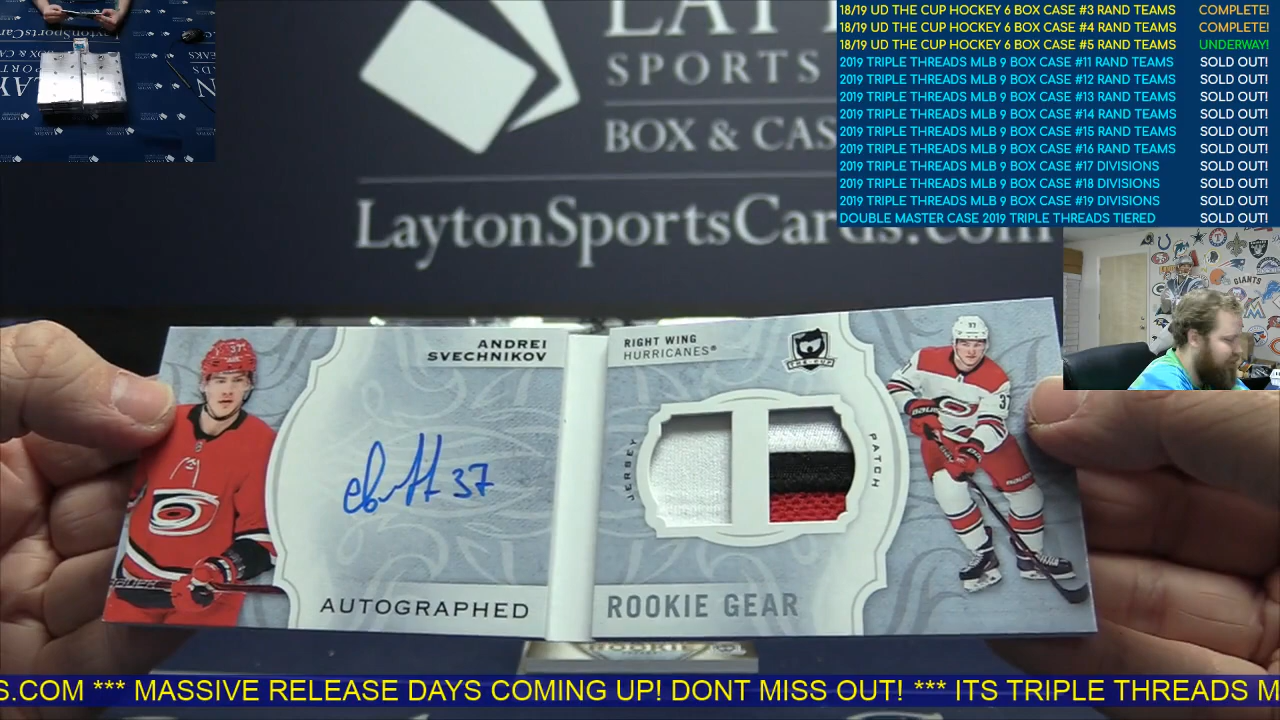 18/19 UD THE CUP HOCKEY 6 BOX CASE #3 RAND TEAMS COMPLETE!
18/19 UD THE CUP HOCKEY 6 BOX CASE #4 RAND TEAMS COMPLETE!
18/19 UD THE CUP HOCKEY 6 BOX CASE #5 RAND TEAMS UNDERWAY!
2019 TRIPLE THREADS MLB 9 BOX CASE #11 RAND TEAMS SOLD OUT!
2019 TRIPLE THREADS MLB 9 BOX CASE #12 RAND TEAMS SOLD OUT!
2019 TRIPLE THREADS MLB 9 BOX CASE #13 RAND TEAMS SOLD OUT!
2019 TRIPLE THREADS MLB 9 BOX CASE #14 RAND TEAMS SOLD OUT!
2019 TRIPLE THREADS MLB 9 BOX CASE #15 RAND TEAMS SOLD OUT!
2019 TRIPLE THREADS MLB 9 BOX CASE #16 RAND TEAMS SOLD OUT!
2019 TRIPLE THREADS MLB 9 BOX CASE #17 DIVISIONS SOLD OUT!
2019 TRIPLE THREADS MLB 9 BOX CASE #18 DIVISIONS SOLD OUT!
2019 TRIPLE THREADS MLB 9 BOX CASE #19 DIVISIONS SOLD OUT!
DOUBLE MASTER CASE 2019 TRIPLE THREADS TIERED SOLD OUT!
LAYT
SPORTS
BOX & CAS
LaytonSportsCards.com
GIANTS
ANDREI
SVECHNIKOV
RIGHT WING
HURRICANES®
THE CUP
37
37
JERSEY
PATCH
37
AUTOGRAPHED
ROOKIE GEAR
ROOKIE
S.COM *** MASSIVE RELEASE DAYS COMING UP! DONT MISS OUT! *** ITS TRIPLE THREADS M